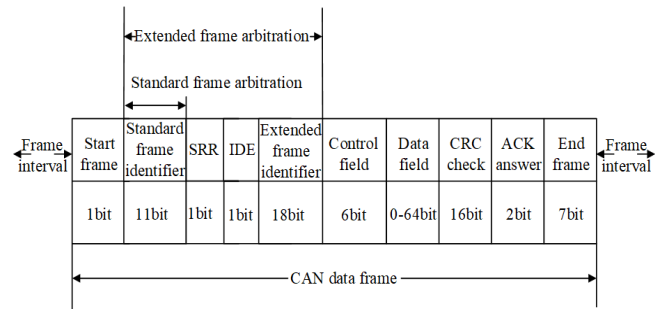 Extended frame arbitration
Standard frame arbitration
Frame interval
Start frame
Standard frame identifier
SRR
IDE
Extended frame identifier
Control field
Data field
CRC check
ACK answer
End frame
Frame interval
1bit
11bit
1bit
1bit
18bit
6bit
0-64bit
16bit
2bit
7bit
CAN data frame